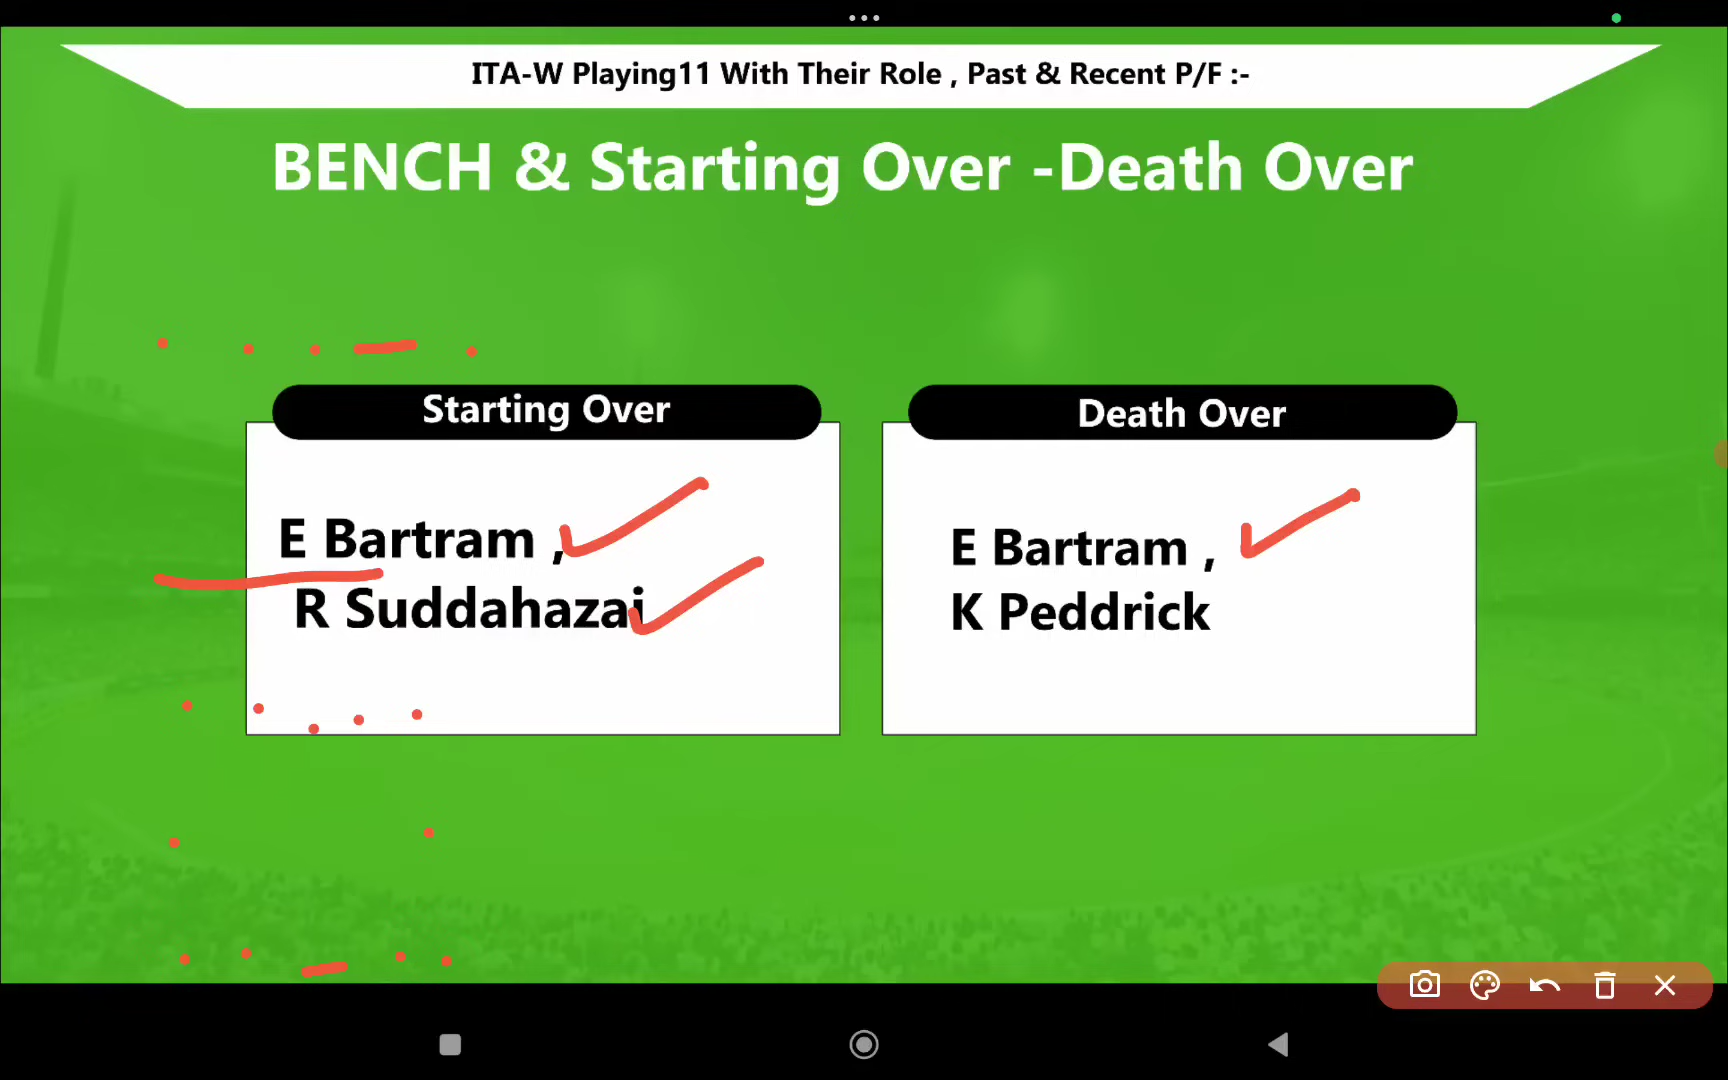 ITA-W Playing11 With Their Role , Past & Recent P/F :-
BENCH & Starting Over -Death Over
Starting Over
E Bartram ,
R Suddahazai
Death Over
E Bartram ,
K Peddrick